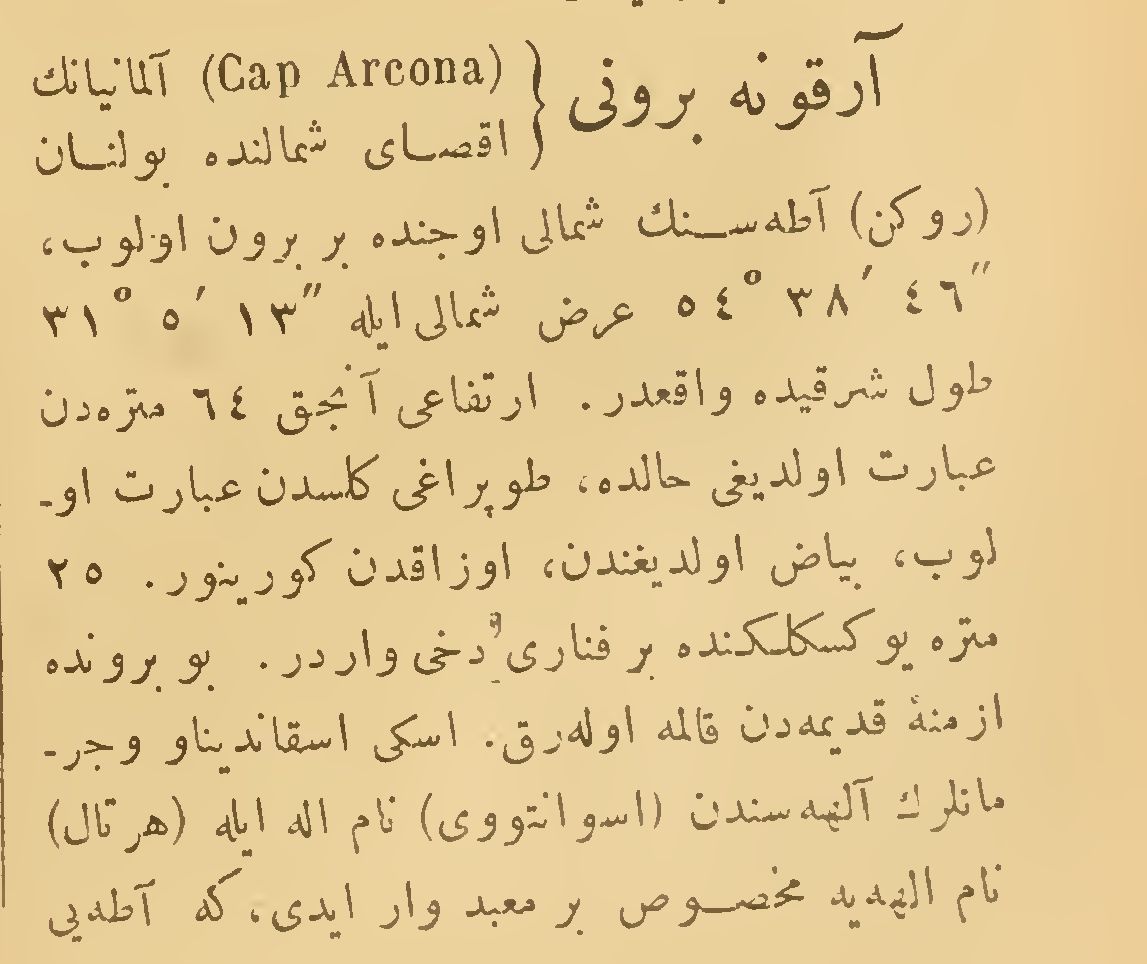 آرقونه برونی } (Cap Arcona) آلمانیانك
اقصای شمالنده بولنان
(روكن) آطه‌سنك شمالی اوجنده بر برون اولوب،
٤٦″ ٣٨′ ٥٤° عرض شمالی ایله ١٣″ ٥′ ٣١°
طول شرقیده واقعدر. ارتفاعی آنجق ٦٤ متره‌دن
عبارت اولدیغی حالده، طوپراغی كلسدن عبارت او-
لوب، بیاض اولدیغندن، اوزاقدن كورینور. ٢٥
متره یوكسكلكنده بر فناری دخی واردر. بو برونده
ازمنهٔ قدیمه‌دن قالمه اوله‌رق. اسكی اسقاندیناو وجر-
مانلرك آلهه‌سندن (اسوانتووی) نام اله ایله (هرتال)
نام الهه‌یه مخصوص بر معبد وار ایدی، كه آطه‌یی